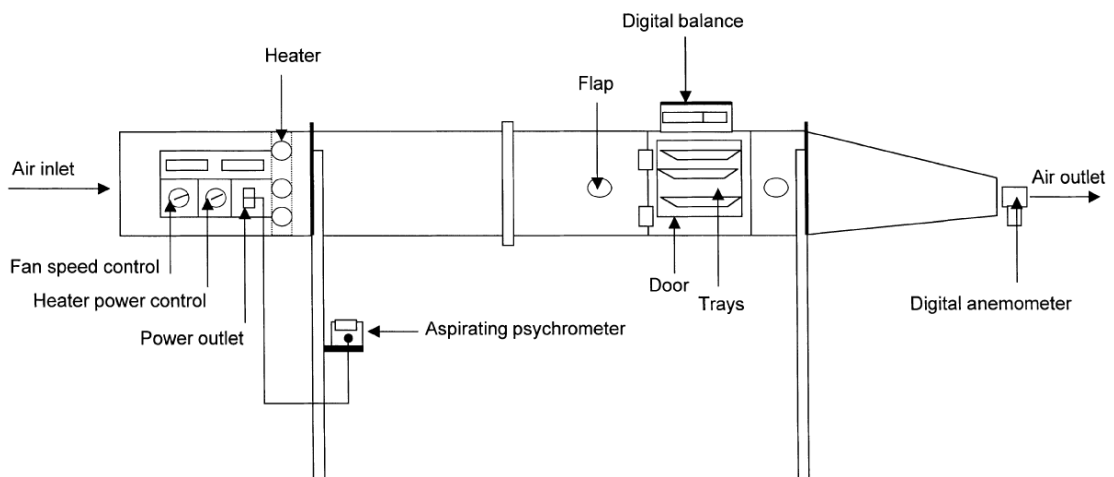 Digital balance
Heater
Flap
Air inlet
Air outlet
Fan speed control
Heater power control
Power outlet
Aspirating psychrometer
Door
Trays
Digital anemometer